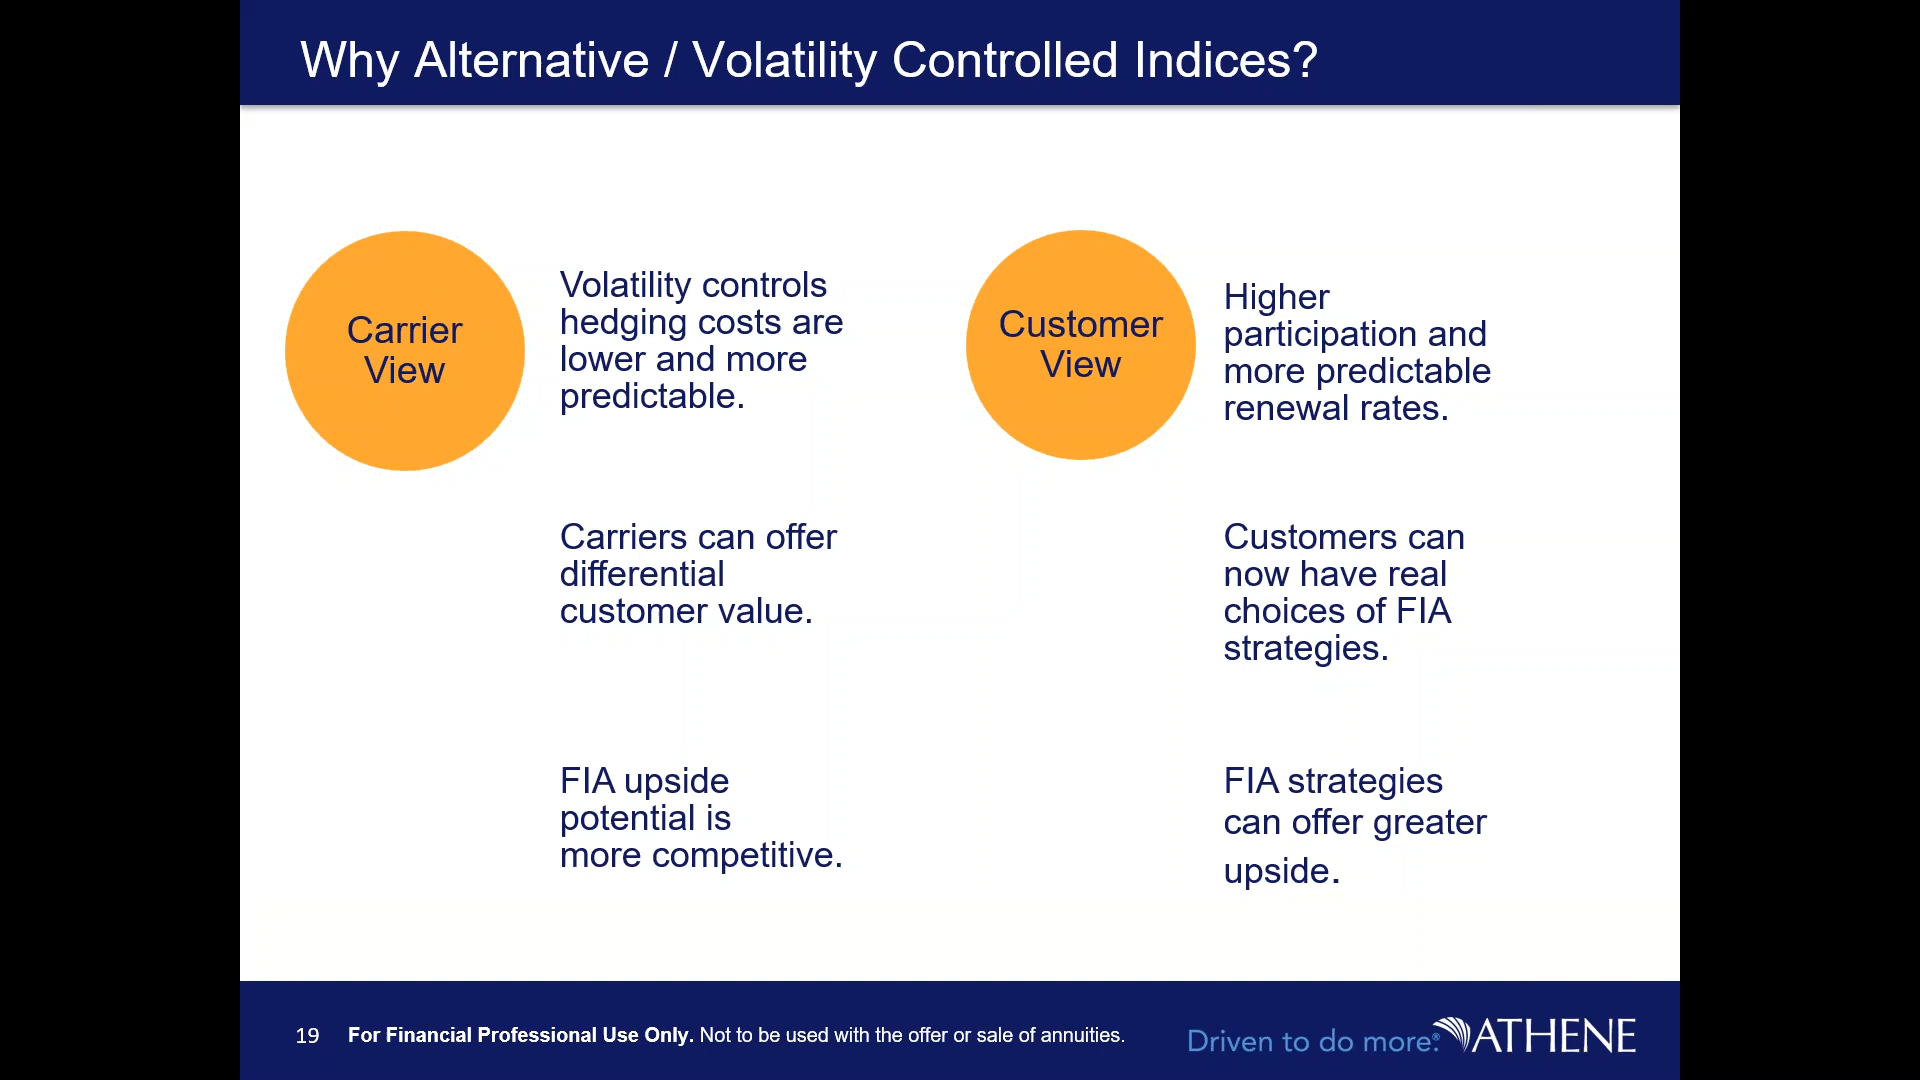 Why Alternative / Volatility Controlled Indices?
Carrier
View
Volatility controls
hedging costs are
lower and more
predictable.
Carriers can offer
differential
customer value.
FIA upside
potential is
more competitive.
Customer
View
Higher
participation and
more predictable
renewal rates.
Customers can
now have real
choices of FIA
strategies.
FIA strategies
can offer greater
upside.
19 For Financial Professional Use Only. Not to be used with the offer or sale of annuities.
Driven to do more.® ATHENE